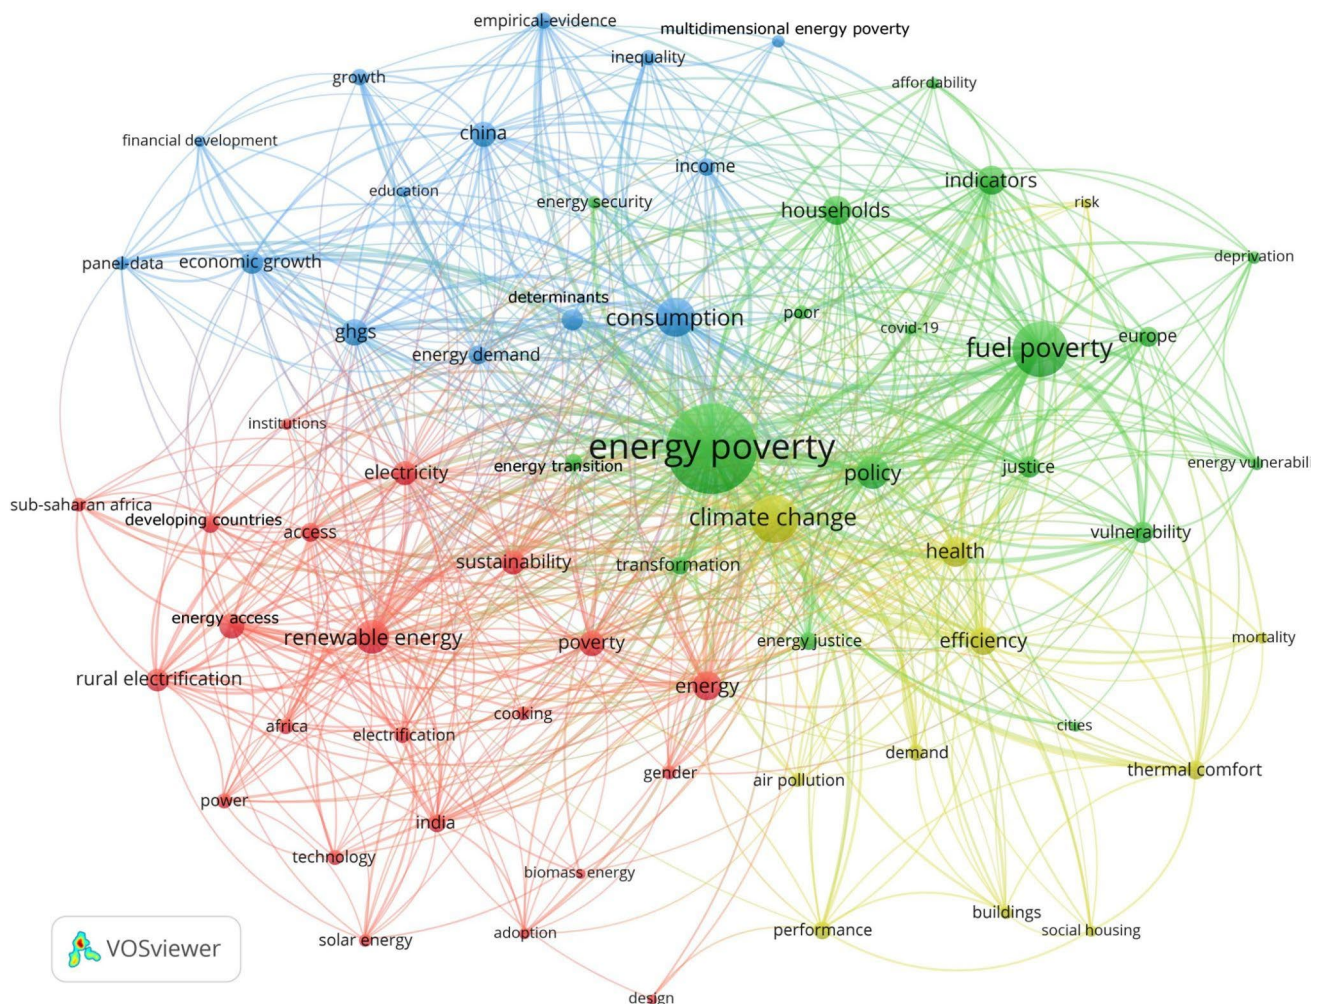 empirical-evidence
multidimensional energy poverty
inequality
growth
affordability
china
financial development
income
indicators
education
energy security
households
risk
panel-data
economic growth
deprivation
determinants
consumption
poor
ghgs
energy demand
covid-19
fuel poverty
europe
institutions
energy poverty
electricity
energy transition
policy
justice
energy vulnerabil
sub-saharan africa
developing countries
access
climate change
vulnerability
sustainability
transformation
health
energy access
renewable energy
poverty
energy justice
efficiency
mortality
rural electrification
energy
africa
electrification
cooking
cities
demand
thermal comfort
gender
air pollution
power
india
technology
biomass energy
solar energy
adoption
performance
buildings
social housing
VOSviewer
design